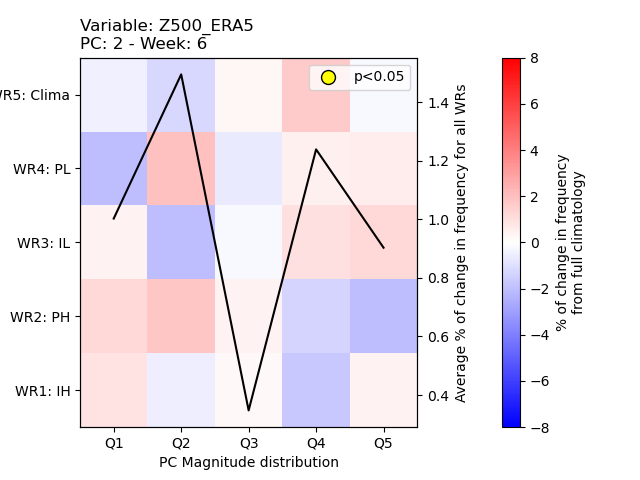 Variable: Z500_ERA5
PC: 2 - Week: 6
p<0.05
WR5: Clima
WR4: PL
WR3: IL
WR2: PH
WR1: IH
Q1 Q2 Q3 Q4 Q5
PC Magnitude distribution
1.4
1.2
1.0
0.8
0.6
0.4
Average % of change in frequency for all WRs
8
6
4
2
0
−2
−4
−6
−8
% of change in frequency
from full climatology